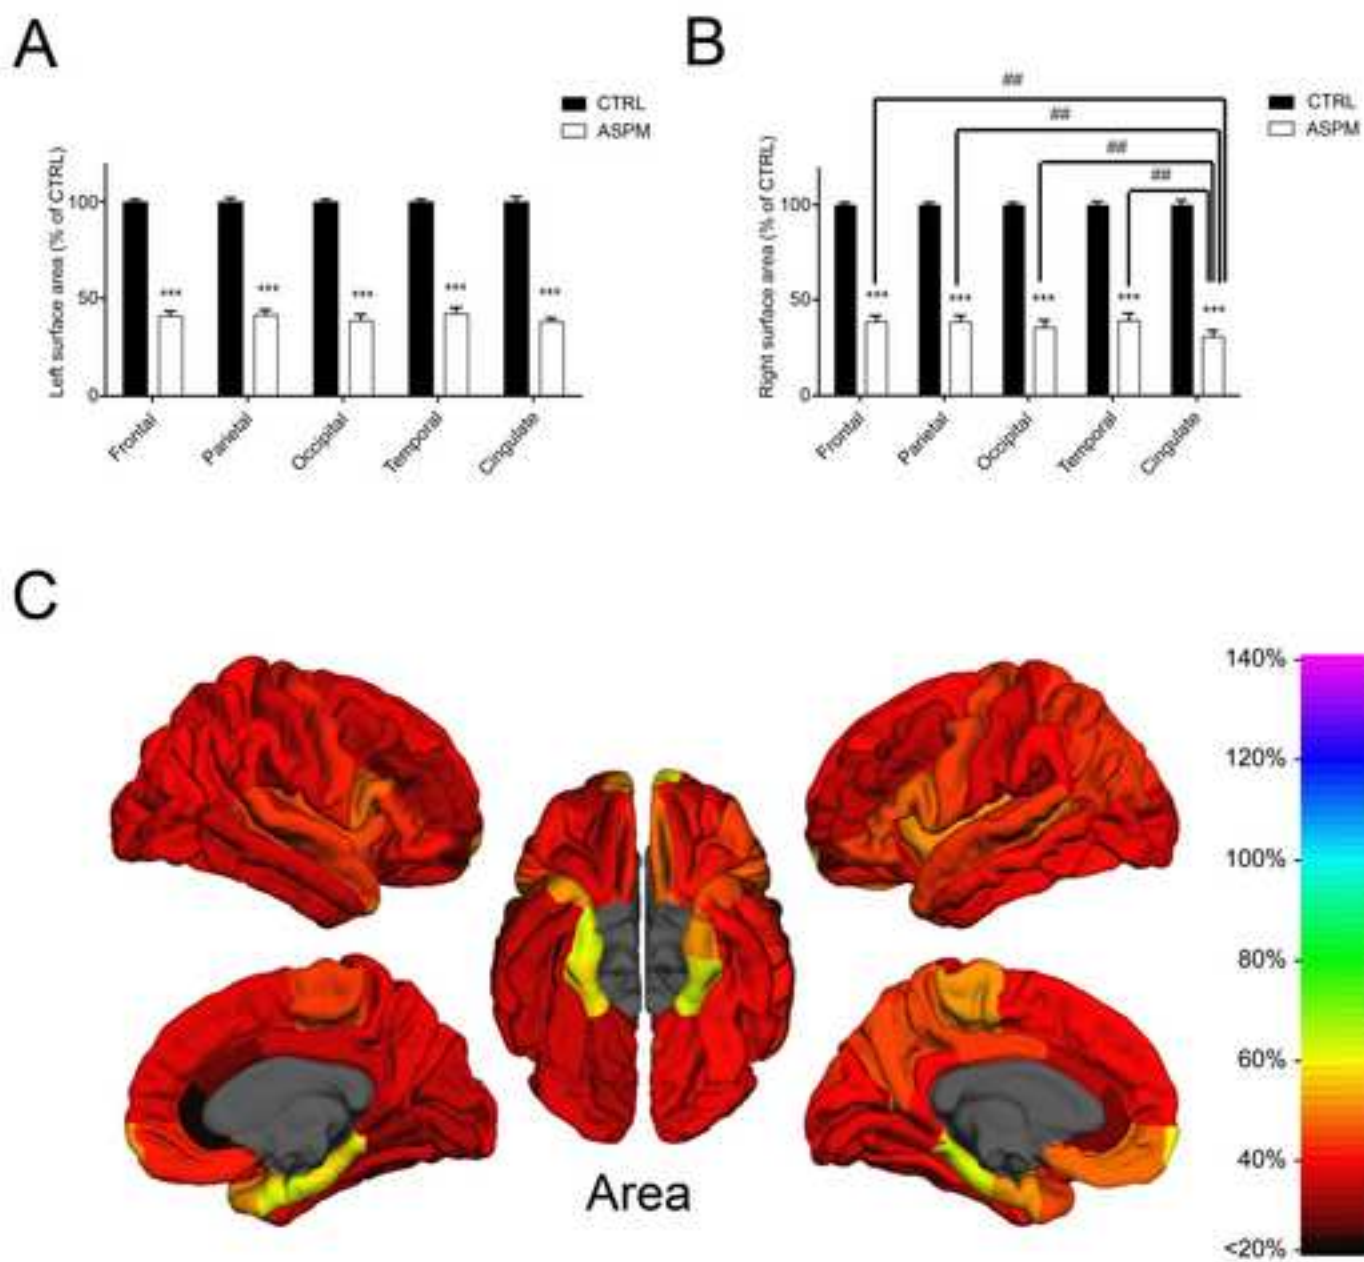 A
CTRL
ASPM
Left surface area (% of CTRL)
100
50
0
*** *** *** *** ***
Frontal Parietal Occipital Temporal Cingulate
B
##
##
##
##
CTRL
ASPM
Right surface area (% of CTRL)
100
50
0
*** *** *** *** ***
Frontal Parietal Occipital Temporal Cingulate
C
140%
120%
100%
80%
60%
40%
<20%
Area